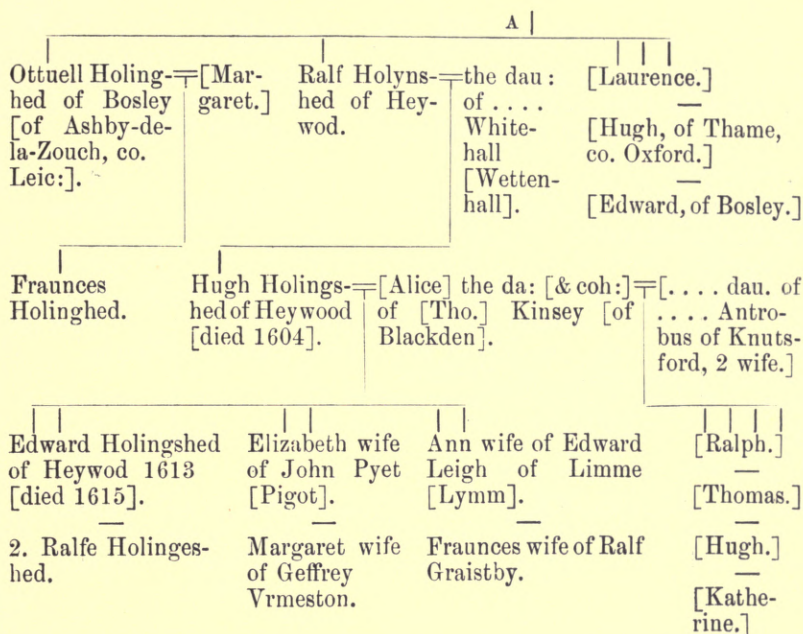 A
Ottuell Holing-
hed of Bosley
[of Ashby-de-
la-Zouch, co.
Leic:].
[Mar-
garet.]
Ralf Holyns-
hed of Hey-
wod.
the dau:
of ....
White-
hall
[Wetten-
hall].
[Laurence.]
—
[Hugh, of Thame,
co. Oxford.]
—
[Edward, of Bosley.]
Fraunces
Holinghed.
Hugh Holings-
hed of Heywood
[died 1604].
[Alice] the da: [& coh:]
of [Tho.] Kinsey [of
Blackden].
[.... dau. of
.... Antro-
bus of Knuts-
ford, 2 wife.]
Edward Holingshed
of Heywod 1613
[died 1615].
—
2. Ralfe Holinges-
hed.
Elizabeth wife
of John Pyet
[Pigot].
—
Margaret wife
of Geffrey
Vrmeston.
Ann wife of Edward
Leigh of Limme
[Lymm].
—
Fraunces wife of Ralf
Graistby.
[Ralph.]
—
[Thomas.]
—
[Hugh.]
—
[Kathe-
rine.]